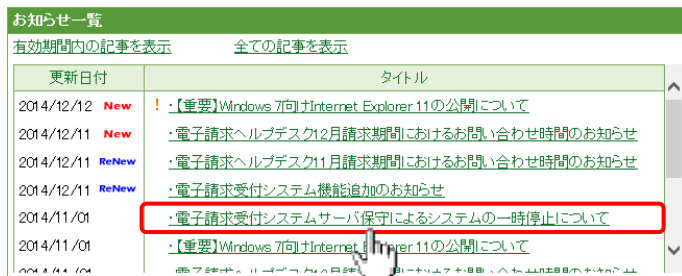 お知らせ一覧
有効期間内の記事を表示 全ての記事を表示
更新日付 タイトル
2014/12/12 New ! ・【重要】Windows 7向けInternet Explorer 11の公開について
2014/12/11 New ・電子請求ヘルプデスク12月請求期間におけるお問い合わせ時間のお知らせ
2014/12/11 ReNew ・電子請求ヘルプデスク11月請求期間におけるお問い合わせ時間のお知らせ
2014/12/11 ReNew ・電子請求受付システム機能追加のお知らせ
2014/11/01 ・電子請求受付システムサーバ保守によるシステムの一時停止について
2014/11/01 ・【重要】Windows 7向けInternet Explorer 11の公開について